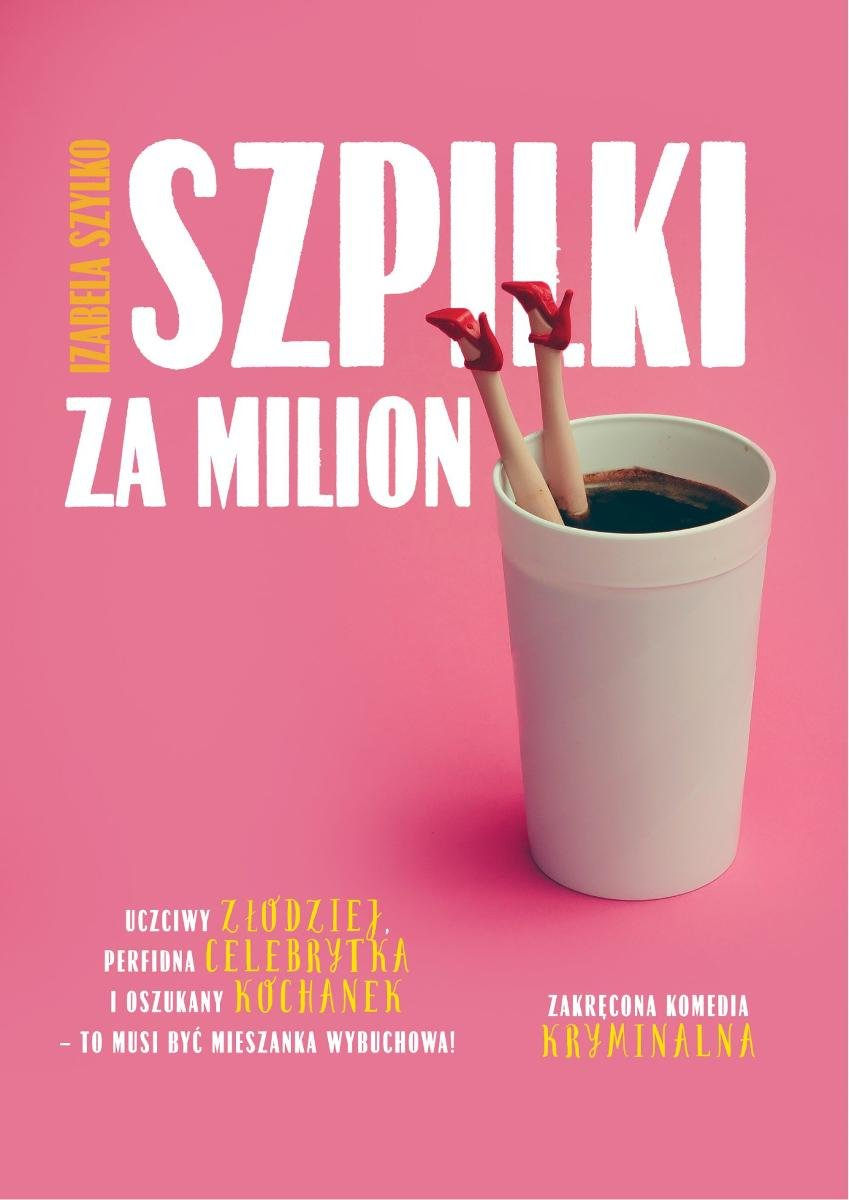 IZABELA SZYLKO
SZPILKI
ZA MILION
UCZCIWY ZŁODZIEJ,
PERFIDNA CELEBRYTKA
I OSZUKANY KOCHANEK
– TO MUSI BYĆ MIESZANKA WYBUCHOWA!
ZAKRĘCONA KOMEDIA
KRYMINALNA